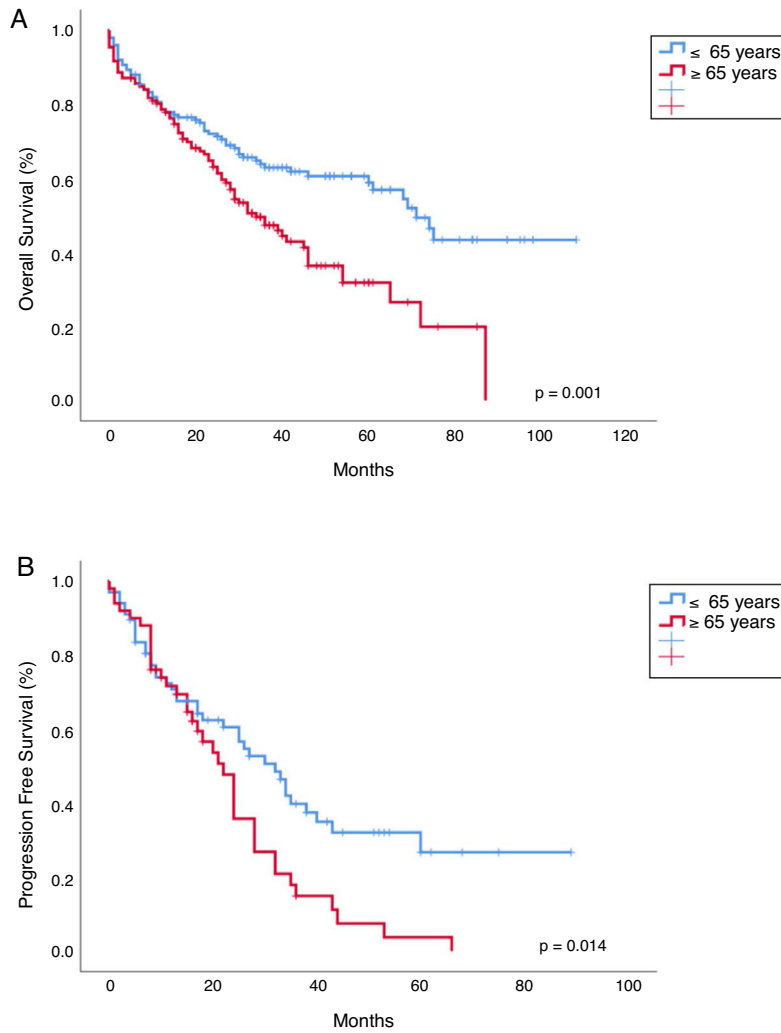 A
1.0
0.8
0.6
0.4
0.2
0.0
Overall Survival (%)
≤ 65 years
≥ 65 years
p = 0.001
0 20 40 60 80 100 120
Months
B
1.0
0.8
0.6
0.4
0.2
0.0
Progression Free Survival (%)
≤ 65 years
≥ 65 years
p = 0.014
0 20 40 60 80 100
Months